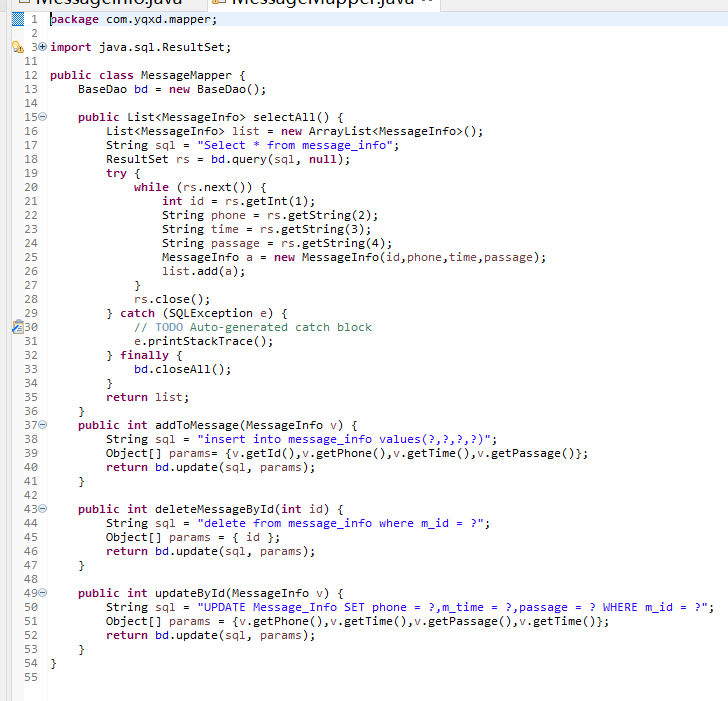 MessageInfo.java MessageMapper.java
1 package com.yqxd.mapper;
2
3 import java.sql.ResultSet;
11
12 public class MessageMapper {
13 BaseDao bd = new BaseDao();
14
15 public List<MessageInfo> selectAll() {
16 List<MessageInfo> list = new ArrayList<MessageInfo>();
17 String sql = "Select * from message_info";
18 ResultSet rs = bd.query(sql, null);
19 try {
20 while (rs.next()) {
21 int id = rs.getInt(1);
22 String phone = rs.getString(2);
23 String time = rs.getString(3);
24 String passage = rs.getString(4);
25 MessageInfo a = new MessageInfo(id,phone,time,passage);
26 list.add(a);
27 }
28 rs.close();
29 } catch (SQLException e) {
30 // TODO Auto-generated catch block
31 e.printStackTrace();
32 } finally {
33 bd.closeAll();
34 }
35 return list;
36 }
37 public int addToMessage(MessageInfo v) {
38 String sql = "insert into message_info values(?,?,?,?)";
39 Object[] params= {v.getId(),v.getPhone(),v.getTime(),v.getPassage()};
40 return bd.update(sql, params);
41 }
42
43 public int deleteMessageById(int id) {
44 String sql = "delete from message_info where m_id = ?";
45 Object[] params = { id };
46 return bd.update(sql, params);
47 }
48
49 public int updateById(MessageInfo v) {
50 String sql = "UPDATE Message_Info SET phone = ?,m_time = ?,passage = ? WHERE m_id = ?";
51 Object[] params = {v.getPhone(),v.getTime(),v.getPassage(),v.getTime()};
52 return bd.update(sql, params);
53 }
54 }
55